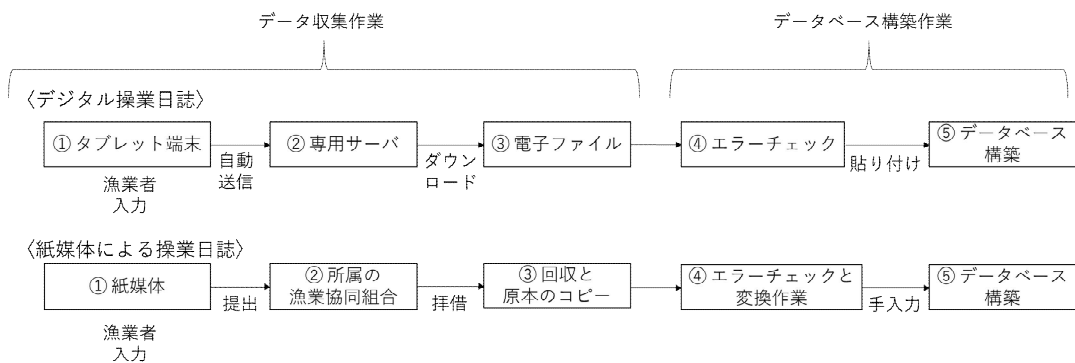 データ収集作業
データベース構築作業
〈デジタル操業日誌〉
① タブレット端末
自動
送信
② 専用サーバ
ダウン
ロード
③ 電子ファイル
④ エラーチェック
貼り付け
⑤ データベース
構築
漁業者
入力
〈紙媒体による操業日誌〉
① 紙媒体
提出
② 所属の
漁業協同組合
拝借
③ 回収と
原本のコピー
④ エラーチェックと
変換作業
手入力
⑤ データベース
構築
漁業者
入力